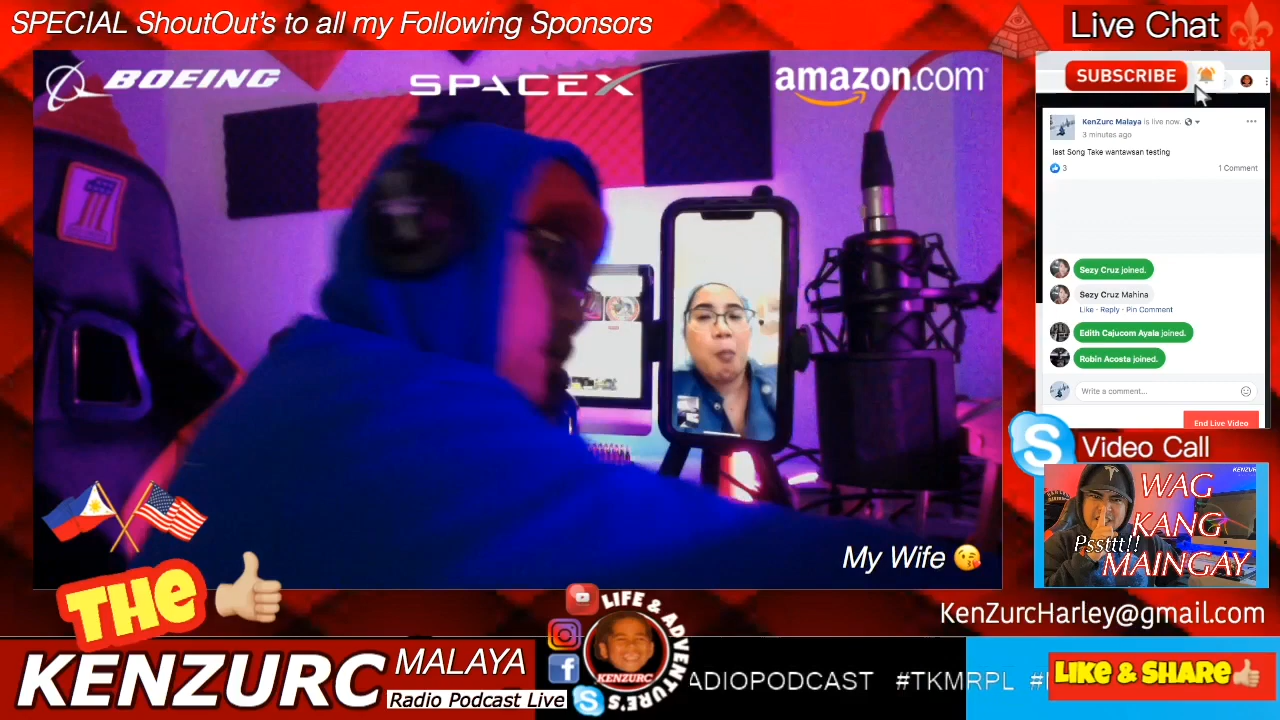 SPECIAL ShoutOut's to all my Following Sponsors
Live Chat
BOEING
SPACEX
amazon.com
SUBSCRIBE
KenZurc Malaya is live now.
3 minutes ago
last Song Take wantawsan testing
3
1 Comment
Sezy Cruz joined.
Sezy Cruz Mahina
Like · Reply · Pin Comment
Edith Cajucom Ayala joined.
Robin Acosta joined.
Write a comment...
End Live Video
Video Call
WAG
KANG
Pssttt!!
MAINGAY
My Wife 😘
KenZurcHarley@gmail.com
THe
KENZURC
MALAYA
Radio Podcast Live
LIFE & ADVENTURE'S
KENZURC
ADIOPODCAST #TKMRPL
LIKE & SHARE